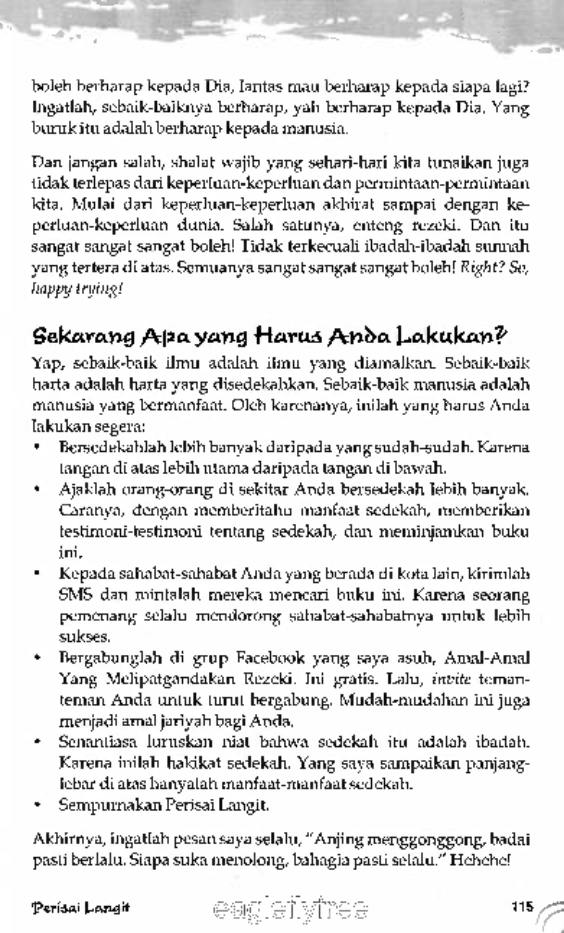 boleh berharap kepada Dia, lantas mau berharap kepada siapa lagi?
Ingatlah, sebaik-baiknya berharap, yah berharap kepada Dia. Yang
buruk itu adalah berharap kepada manusia.
Dan jangan salah, shalat wajib yang sehari-hari kita tunaikan juga
tidak terlepas dari keperluan-keperluan dan permintaan-permintaan
kita. Mulai dari keperluan-keperluan akhirat sampai dengan ke-
perluan-keperluan dunia. Salah satunya, enteng rezeki. Dan itu
sangat sangat sangat boleh! Tidak terkecuali ibadah-ibadah sunnah
yang tertera di atas. Semuanya sangat sangat sangat boleh! Right? So,
happy trying!
Sekarang Apa yang Harus Anda Lakukan?
Yap, sebaik-baik ilmu adalah ilmu yang diamalkan. Sebaik-baik
harta adalah harta yang disedekahkan. Sebaik-baik manusia adalah
manusia yang bermanfaat. Oleh karenanya, inilah yang harus Anda
lakukan segera:
• Bersedekahlah lebih banyak daripada yang sudah-sudah. Karena
tangan di atas lebih utama daripada tangan di bawah.
• Ajaklah orang-orang di sekitar Anda bersedekah lebih banyak.
Caranya, dengan memberitahu manfaat sedekah, memberikan
testimoni-testimoni tentang sedekah, dan meminjamkan buku
ini.
• Kepada sahabat-sahabat Anda yang berada di kota lain, kirimlah
SMS dan mintalah mereka mencari buku ini. Karena seorang
pemenang selalu mendorong sahabat-sahabatnya untuk lebih
sukses.
• Bergabunglah di grup Facebook yang saya asuh, Amal-Amal
Yang Melipatgandakan Rezeki. Ini gratis. Lalu, invite teman-
teman Anda untuk turut bergabung. Mudah-mudahan ini juga
menjadi amal jariyah bagi Anda.
• Senantiasa luruskan niat bahwa sedekah itu adalah ibadah.
Karena inilah hakikat sedekah. Yang saya sampaikan panjang-
lebar di atas hanyalah manfaat-manfaat sedekah.
• Sempurnakan Perisai Langit.
Akhirnya, ingatlah pesan saya selalu, “Anjing menggonggong, badai
pasti berlalu. Siapa suka menolong, bahagia pasti selalu.” Hehehe!
Perisai Langit
eagleflytree
115